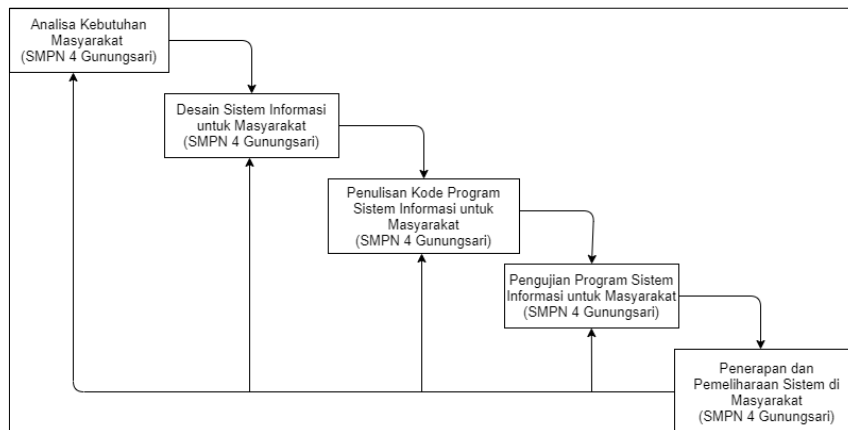 Analisa Kebutuhan
Masyarakat
(SMPN 4 Gunungsari)
Desain Sistem Informasi
untuk Masyarakat
(SMPN 4 Gunungsari)
Penulisan Kode Program
Sistem Informasi untuk
Masyarakat
(SMPN 4 Gunungsari)
Pengujian Program Sistem
Informasi untuk Masyarakat
(SMPN 4 Gunungsari)
Penerapan dan
Pemeliharaan Sistem di
Masyarakat
(SMPN 4 Gunungsari)